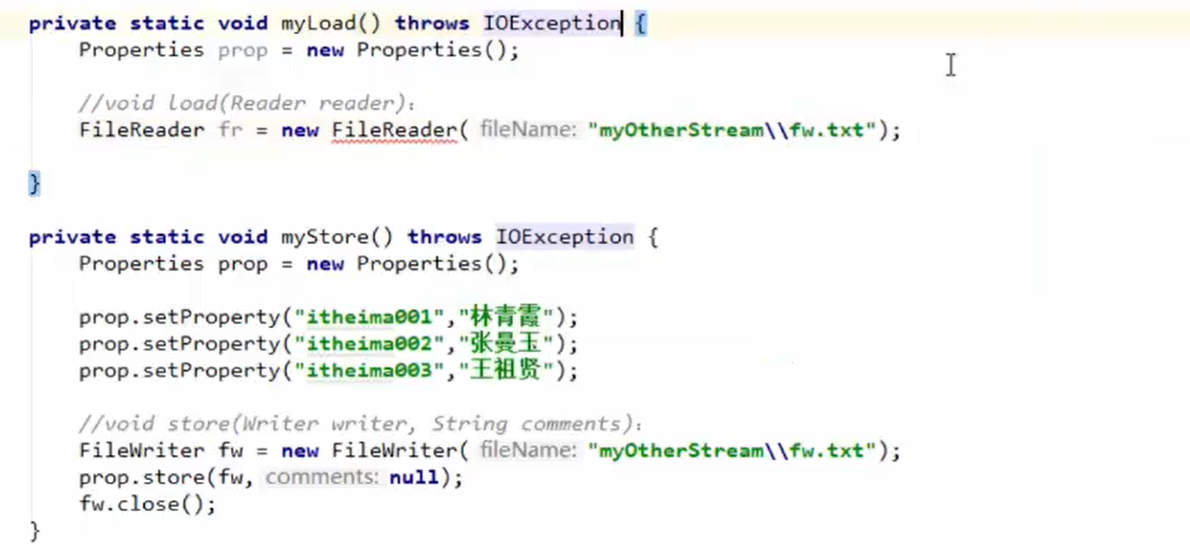 private static void myLoad() throws IOException {
Properties prop = new Properties();
//void load(Reader reader):
FileReader fr = new FileReader( fileName: "myOtherStream\\fw.txt");
}
private static void myStore() throws IOException {
Properties prop = new Properties();
prop.setProperty("itheima001","林青霞");
prop.setProperty("itheima002","张曼玉");
prop.setProperty("itheima003","王祖贤");
//void store(Writer writer, String comments):
FileWriter fw = new FileWriter( fileName: "myOtherStream\\fw.txt");
prop.store(fw, comments: null);
fw.close();
}